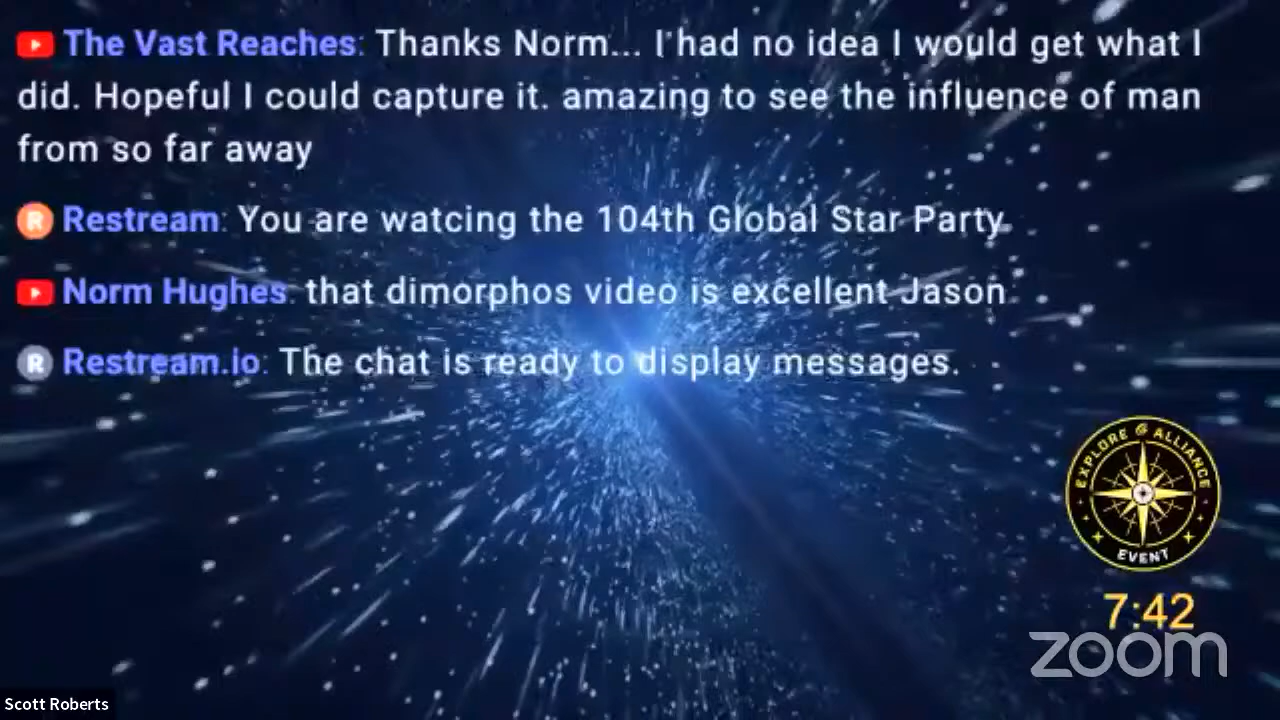 The Vast Reaches: Thanks Norm... I had no idea I would get what I
did. Hopeful I could capture it. amazing to see the influence of man
from so far away
R Restream: You are watcing the 104th Global Star Party
Norm Hughes: that dimorphos video is excellent Jason
R Restream.io: The chat is ready to display messages.
EXPLORE ALLIANCE
EVENT
7:42
zoom
Scott Roberts